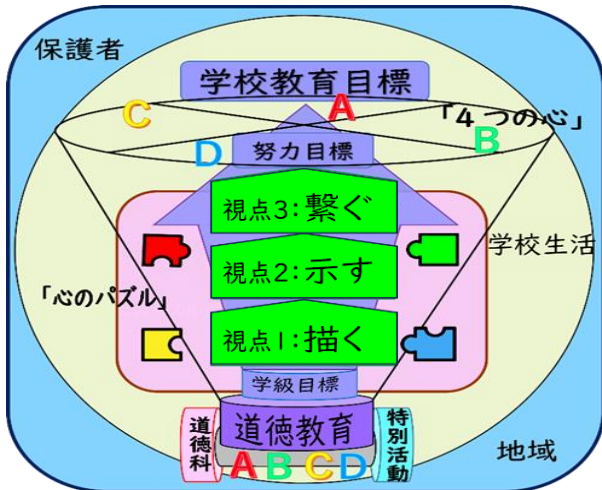 保護者
学校教育目標
C
A
「4つの心」
B
D
努力目標
視点3:繋ぐ
学校生活
視点2:示す
「心のパズル」
視点1:描く
学級目標
道徳科
道徳教育
特別活動
A B C D
地域